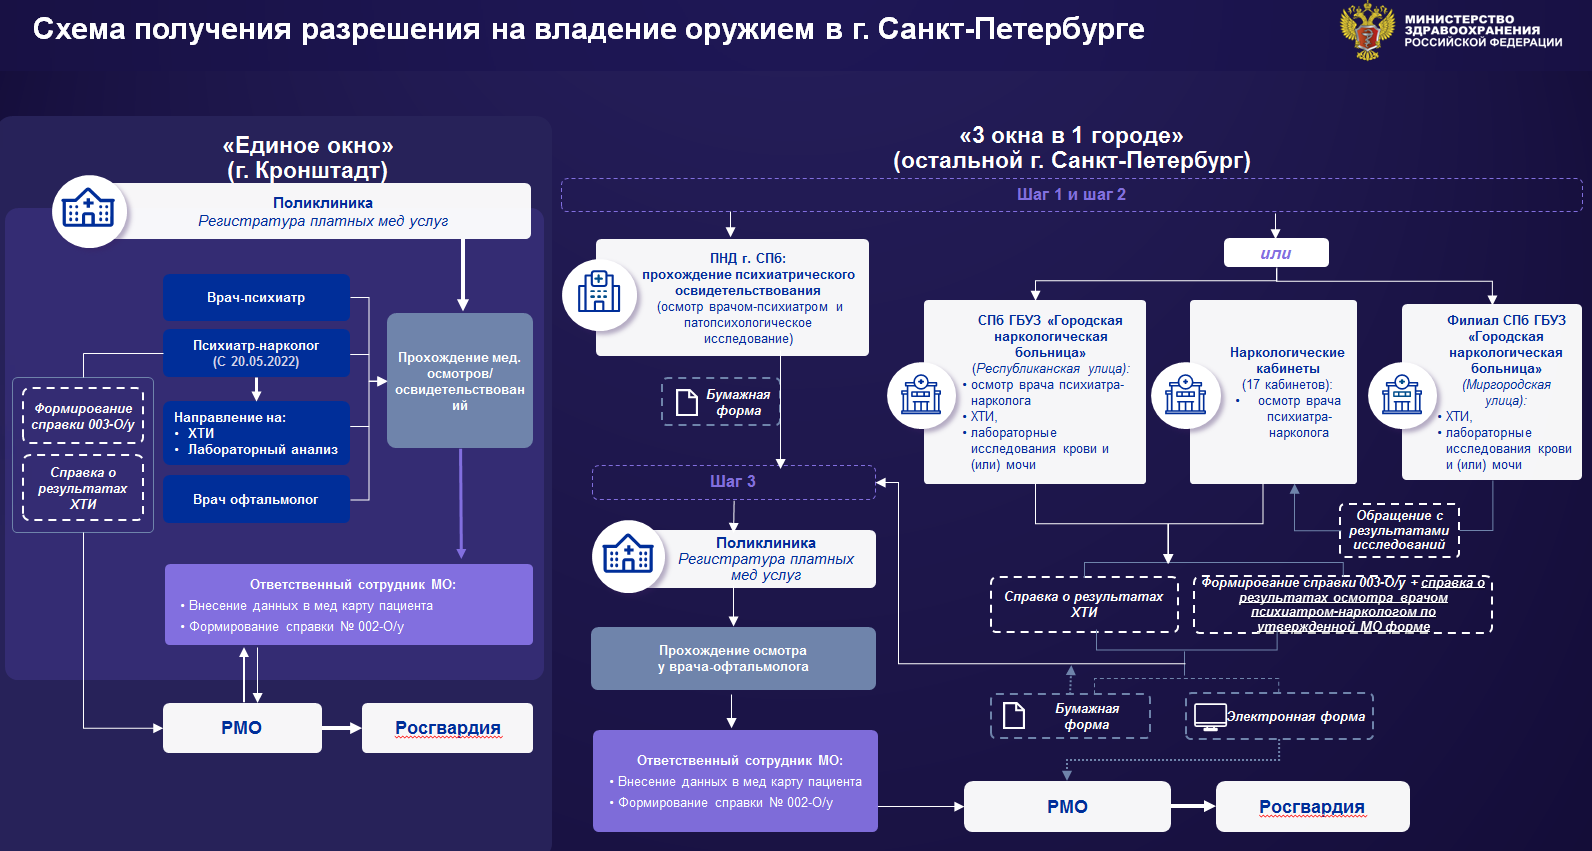 Схема получения разрешения на владение оружием в г. Санкт-Петербурге
МИНИСТЕРСТВО
ЗДРАВООХРАНЕНИЯ
РОССИЙСКОЙ ФЕДЕРАЦИИ
«Единое окно»
(г. Кронштадт)
Поликлиника
Регистратура платных мед услуг
Врач-психиатр
Психиатр-нарколог
(С 20.05.2022)
Направление на:
• ХТИ
• Лабораторный анализ
Врач офтальмолог
Прохождение мед.
осмотров/
освидетельствован
ий
Формирование
справки 003-О/у
Справка о
результатах
ХТИ
Ответственный сотрудник МО:
• Внесение данных в мед карту пациента
• Формирование справки № 002-О/у
РМО
Росгвардия
«3 окна в 1 городе»
(остальной г. Санкт-Петербург)
Шаг 1 и шаг 2
ПНД г. СПб:
прохождение психиатрического
освидетельствования
(осмотр врачом-психиатром и
патопсихологическое
исследование)
Бумажная
форма
или
СПб ГБУЗ «Городская
наркологическая
больница»
(Республиканская улица):
• осмотр врача психиатра-
нарколога
• ХТИ,
• лабораторные
исследования крови и
(или) мочи
Наркологические
кабинеты
(17 кабинетов):
• осмотр врача
психиатра-
нарколога
Филиал СПб ГБУЗ
«Городская
наркологическая
больница»
(Миргородская
улица):
• ХТИ,
• лабораторные
исследования крови
и (или) мочи
Обращение с
результатами
исследований
Шаг 3
Поликлиника
Регистратура платных
мед услуг
Прохождение осмотра
у врача-офтальмолога
Справка о результатах
ХТИ
Формирование справки 003-О/у + справка о
результатах осмотра врачом
психиатром-наркологом по
утвержденной МО форме
Бумажная
форма
Электронная форма
Ответственный сотрудник МО:
• Внесение данных в мед карту пациента
• Формирование справки № 002-О/у
РМО
Росгвардия